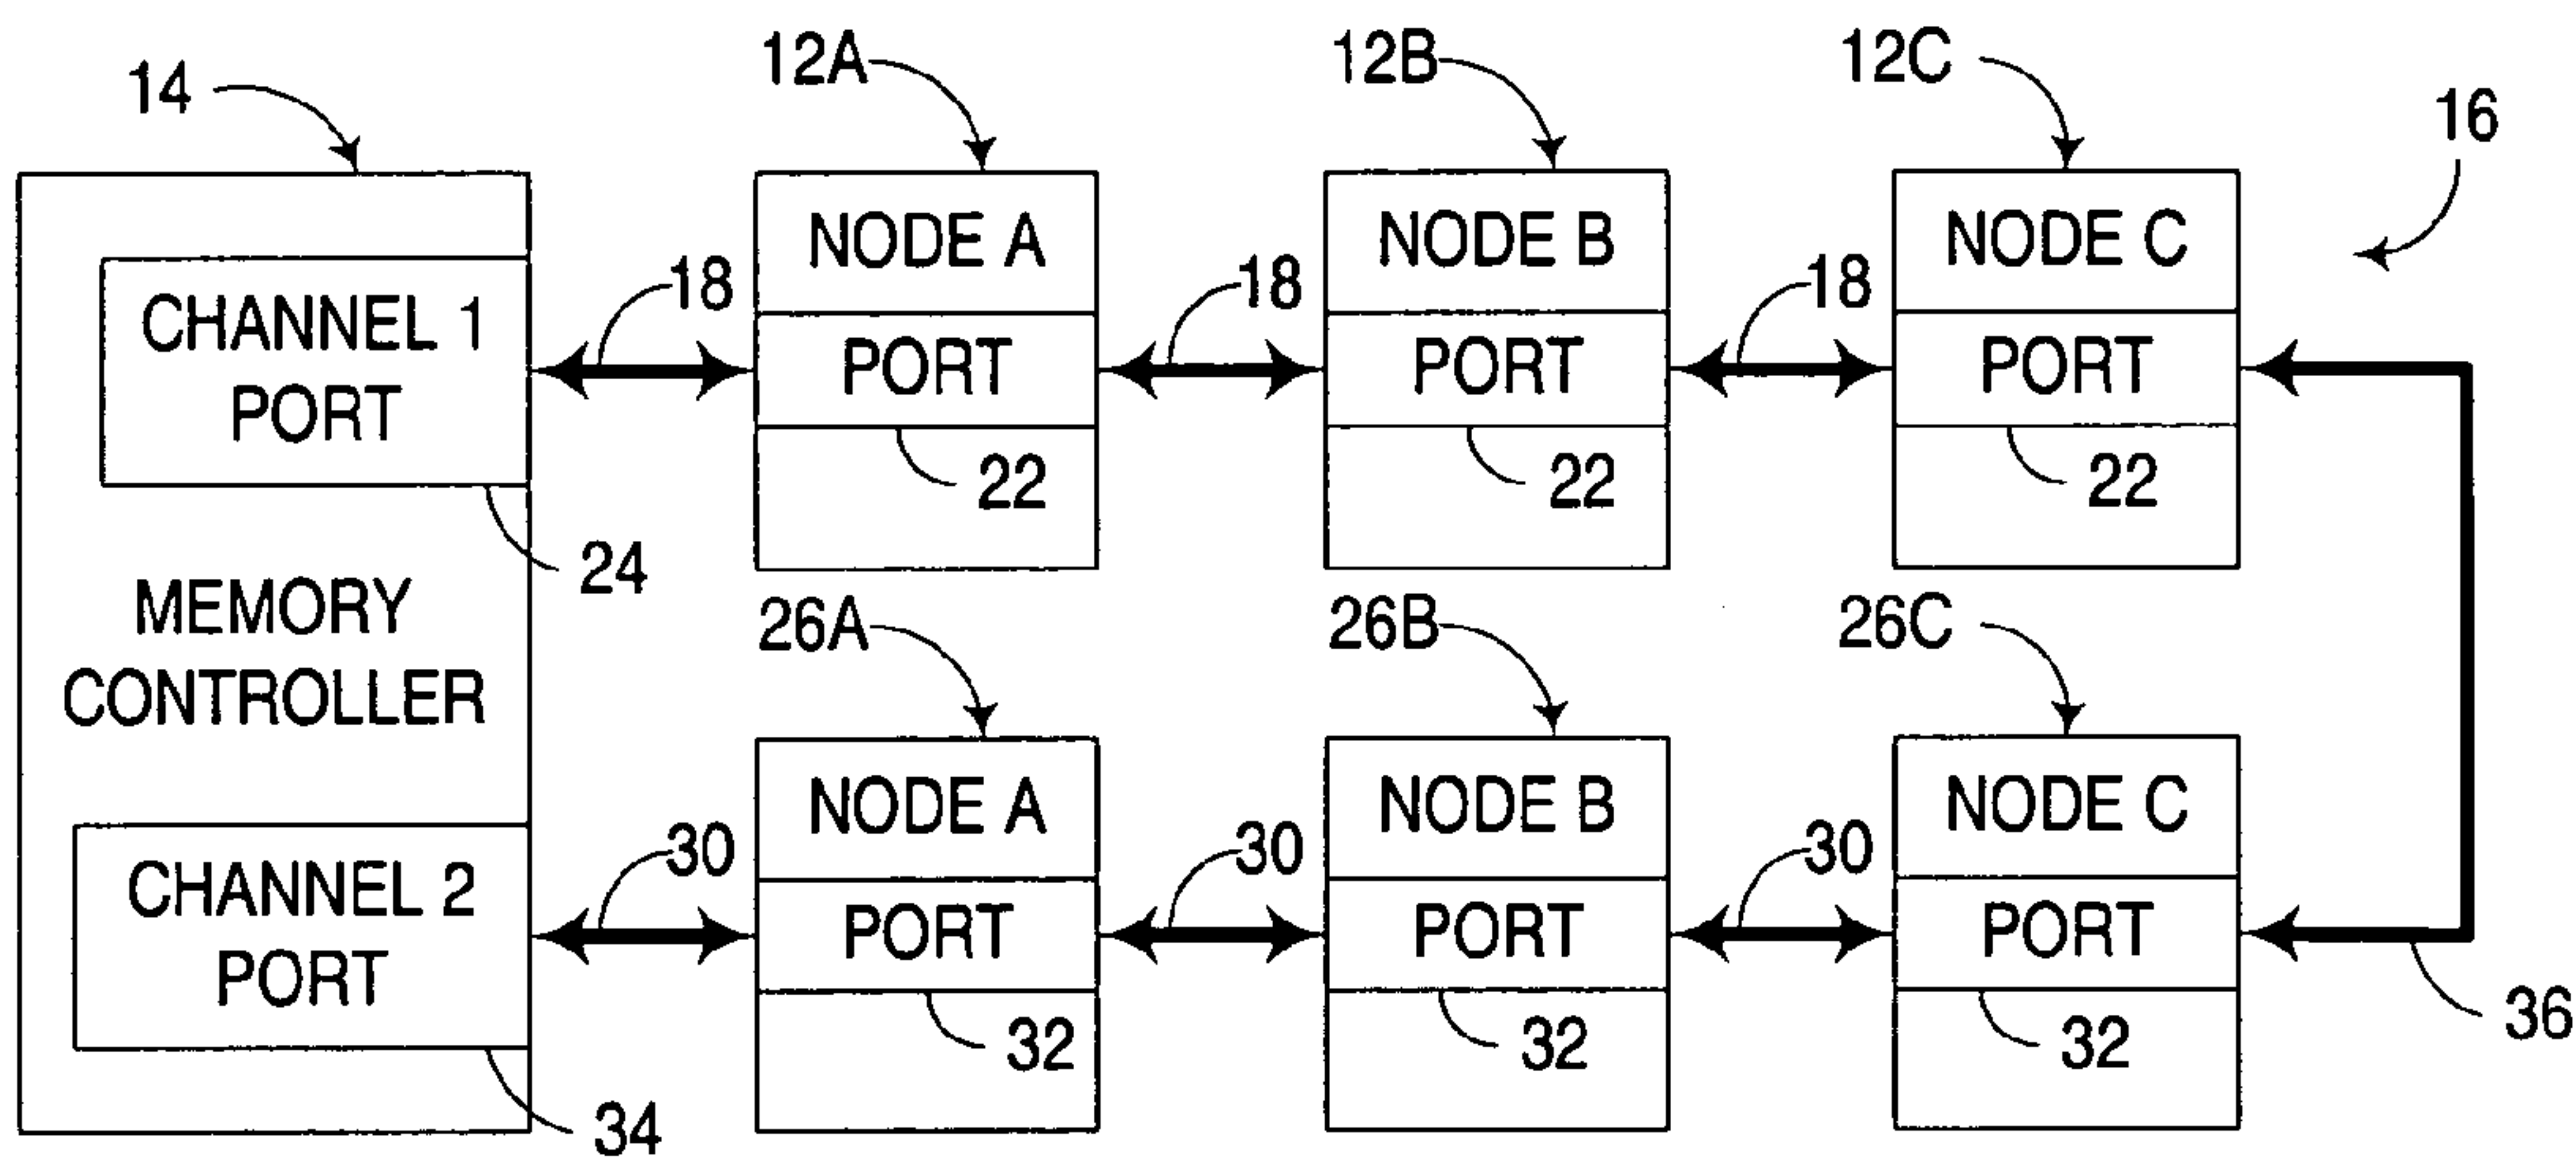 14
12A
12B
12C
16
NODE A
NODE B
NODE C
CHANNEL 1
PORT
18
PORT
18
PORT
18
PORT
22
22
22
24
MEMORY
CONTROLLER
26A
26B
26C
NODE A
NODE B
NODE C
CHANNEL 2
PORT
30
PORT
30
PORT
30
PORT
32
32
32
36
34